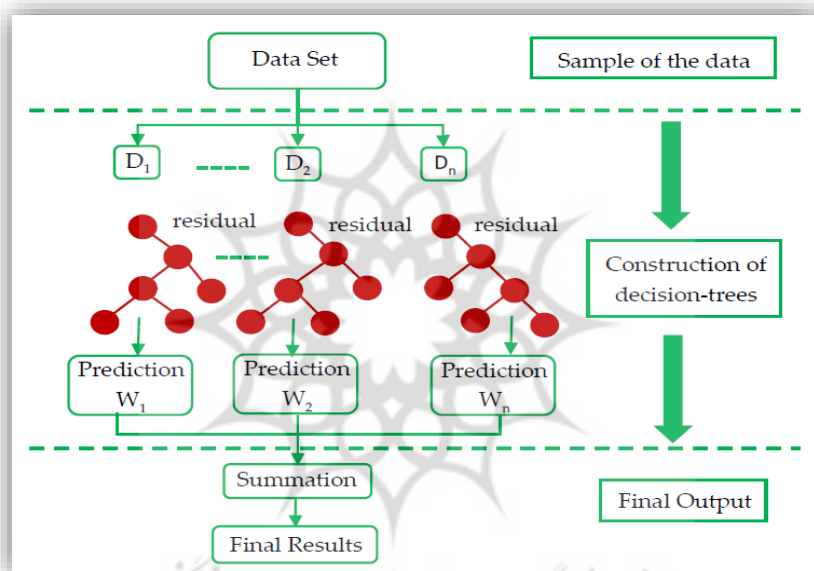 Data Set
Sample of the data
D1
D2
Dn
residual
residual
residual
Construction of
decision-trees
Prediction
W1
Prediction
W2
Prediction
Wn
Summation
Final Output
Final Results